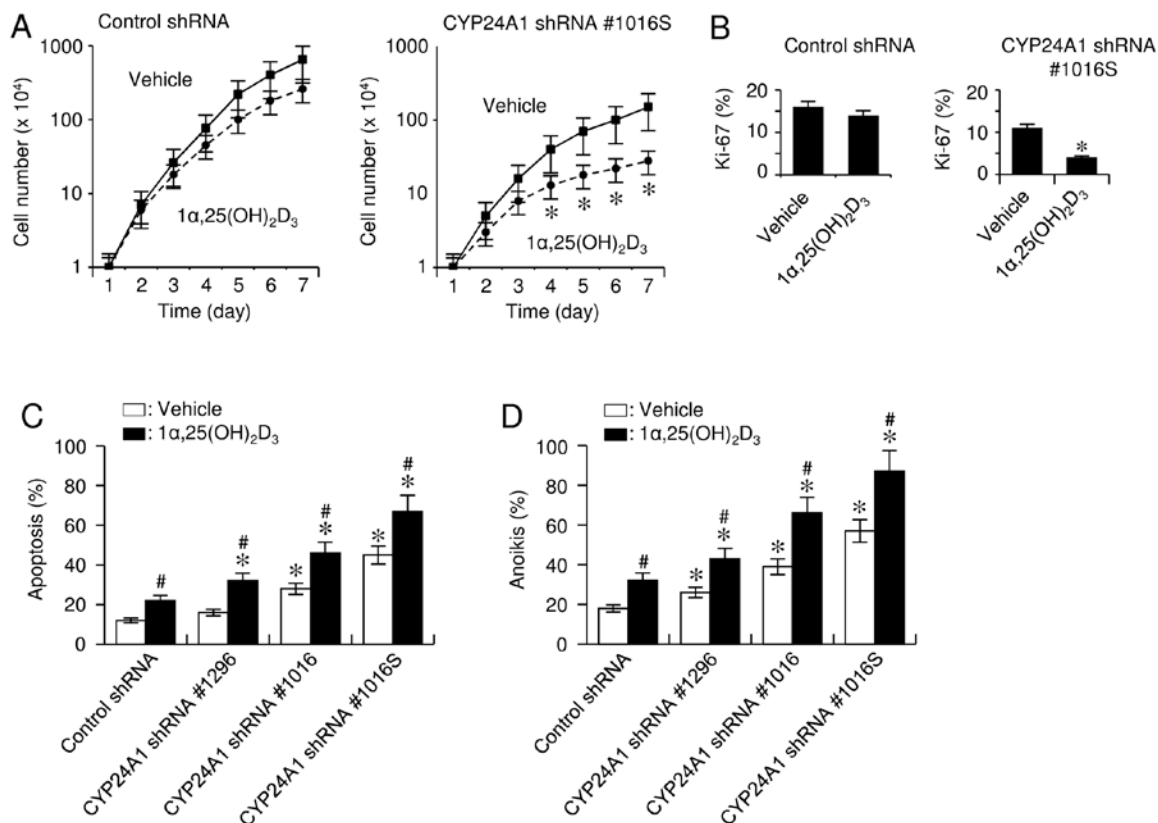 A
Control shRNA
Cell number (x 10⁴)
1000
100
10
1
Vehicle
1α,25(OH)₂D₃
1 2 3 4 5 6 7
Time (day)
CYP24A1 shRNA #1016S
Cell number (x 10⁴)
1000
100
10
1
Vehicle
* * * *
1α,25(OH)₂D₃
1 2 3 4 5 6 7
Time (day)
B
Control shRNA
Ki-67 (%)
20
10
0
Vehicle
1α,25(OH)₂D₃
CYP24A1 shRNA
#1016S
Ki-67 (%)
20
10
0
*
Vehicle
1α,25(OH)₂D₃
C
: Vehicle
: 1α,25(OH)₂D₃
Apoptosis (%)
100
80
60
40
20
0
#
# *
* # *
* # *
Control shRNA
CYP24A1 shRNA #1296
CYP24A1 shRNA #1016
CYP24A1 shRNA #1016S
D
: Vehicle
: 1α,25(OH)₂D₃
Anoikis (%)
100
80
60
40
20
0
#
* # *
* # *
* # *
Control shRNA
CYP24A1 shRNA #1296
CYP24A1 shRNA #1016
CYP24A1 shRNA #1016S